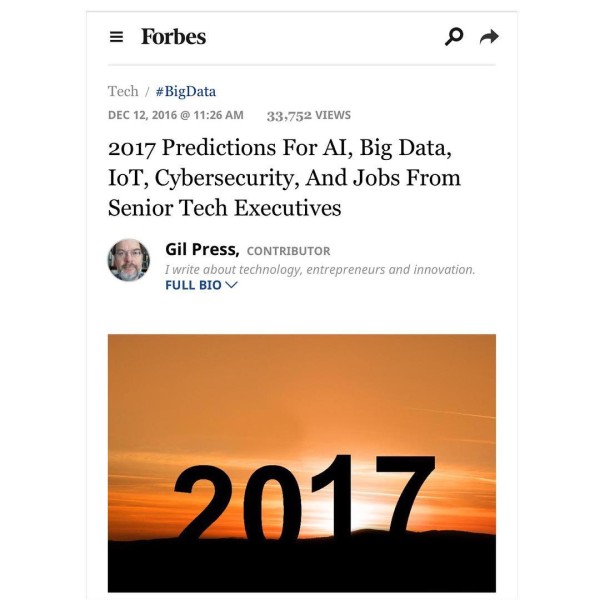 Forbes
Tech / #BigData
DEC 12, 2016 @ 11:26 AM 33,752 VIEWS
2017 Predictions For AI, Big Data,
IoT, Cybersecurity, And Jobs From
Senior Tech Executives
Gil Press, CONTRIBUTOR
I write about technology, entrepreneurs and innovation.
FULL BIO
2017